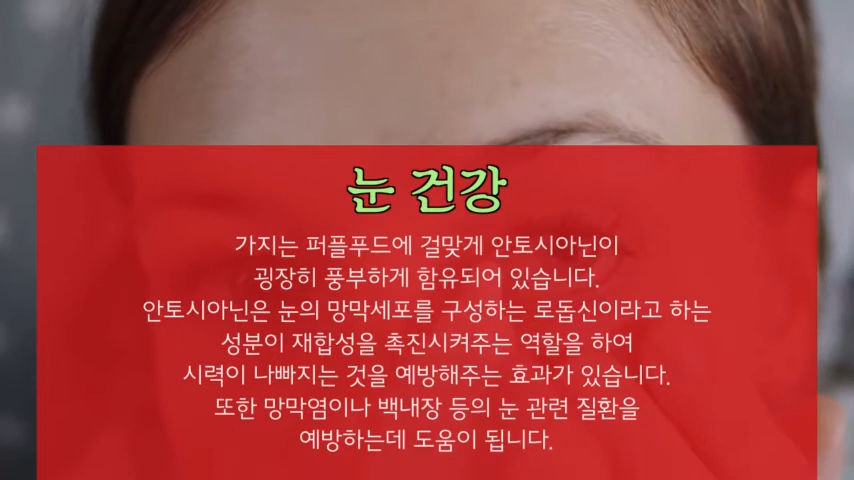 눈 건강
가지는 퍼플푸드에 걸맞게 안토시아닌이
굉장히 풍부하게 함유되어 있습니다.
안토시아닌은 눈의 망막세포를 구성하는 로돕신이라고 하는
성분이 재합성을 촉진시켜주는 역할을 하여
시력이 나빠지는 것을 예방해주는 효과가 있습니다.
또한 망막염이나 백내장 등의 눈 관련 질환을
예방하는데 도움이 됩니다.